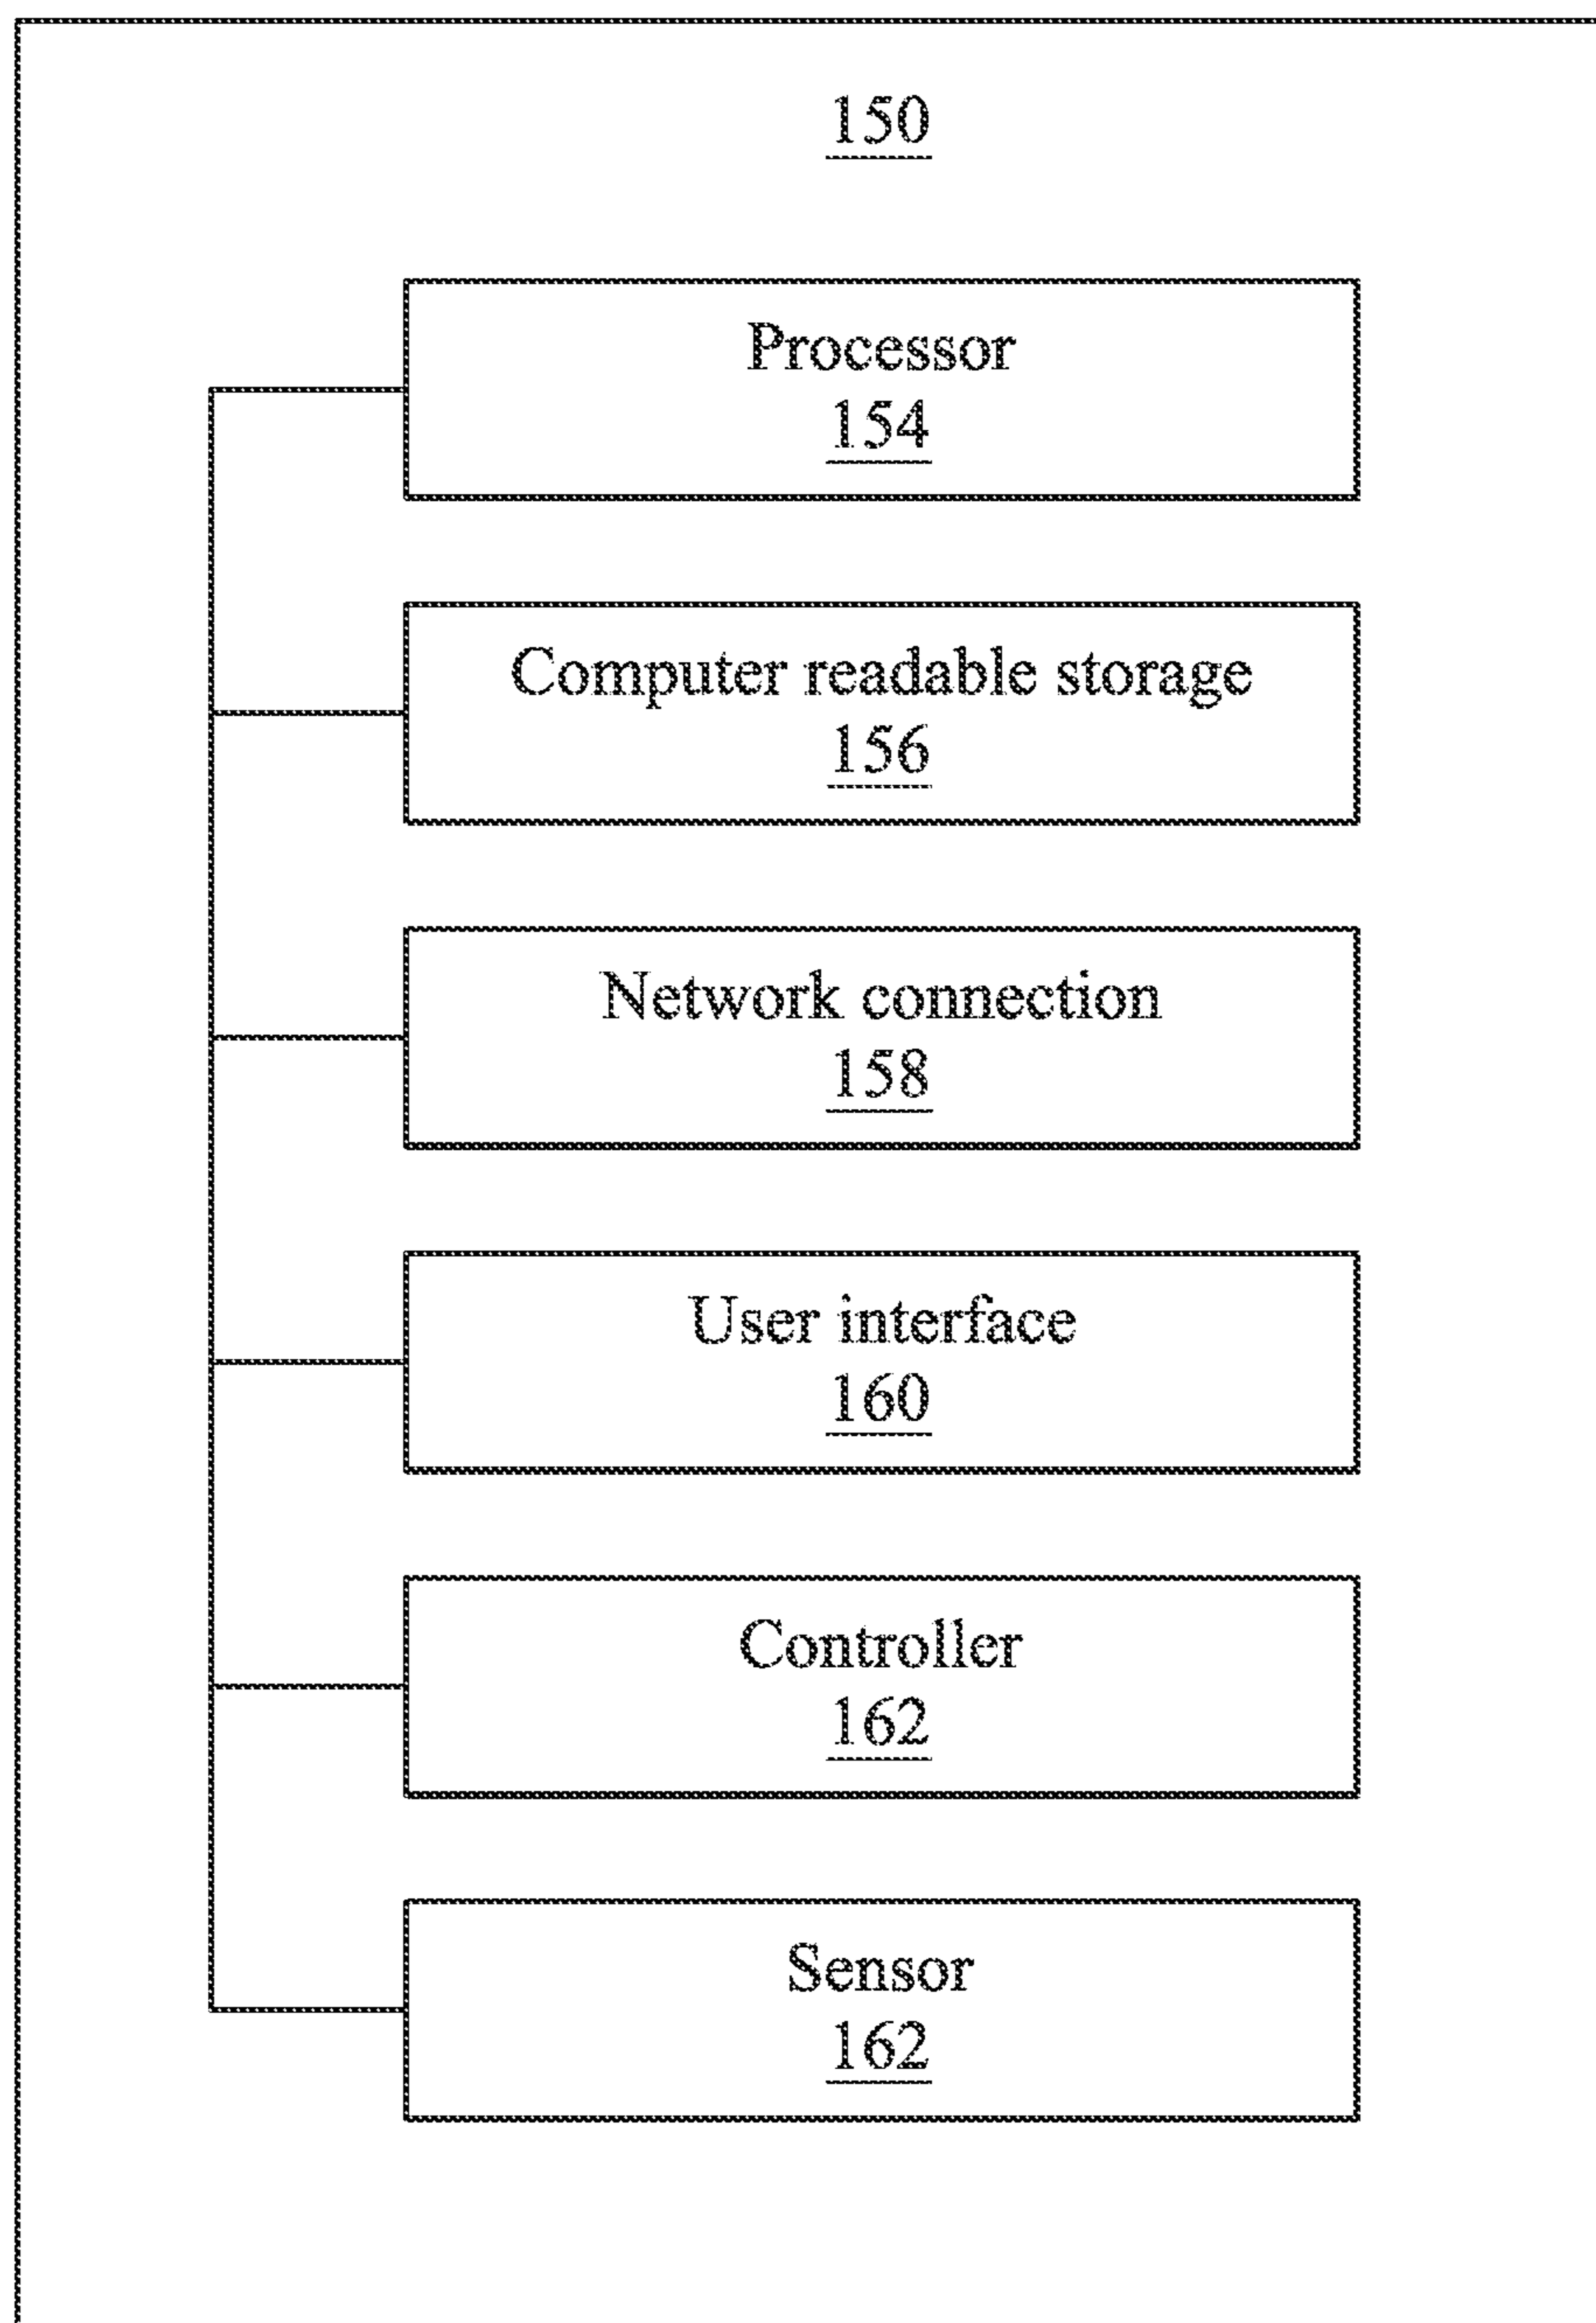 150
Processor
154
Computer readable storage
156
Network connection
158
User interface
160
Controller
162
Sensor
162